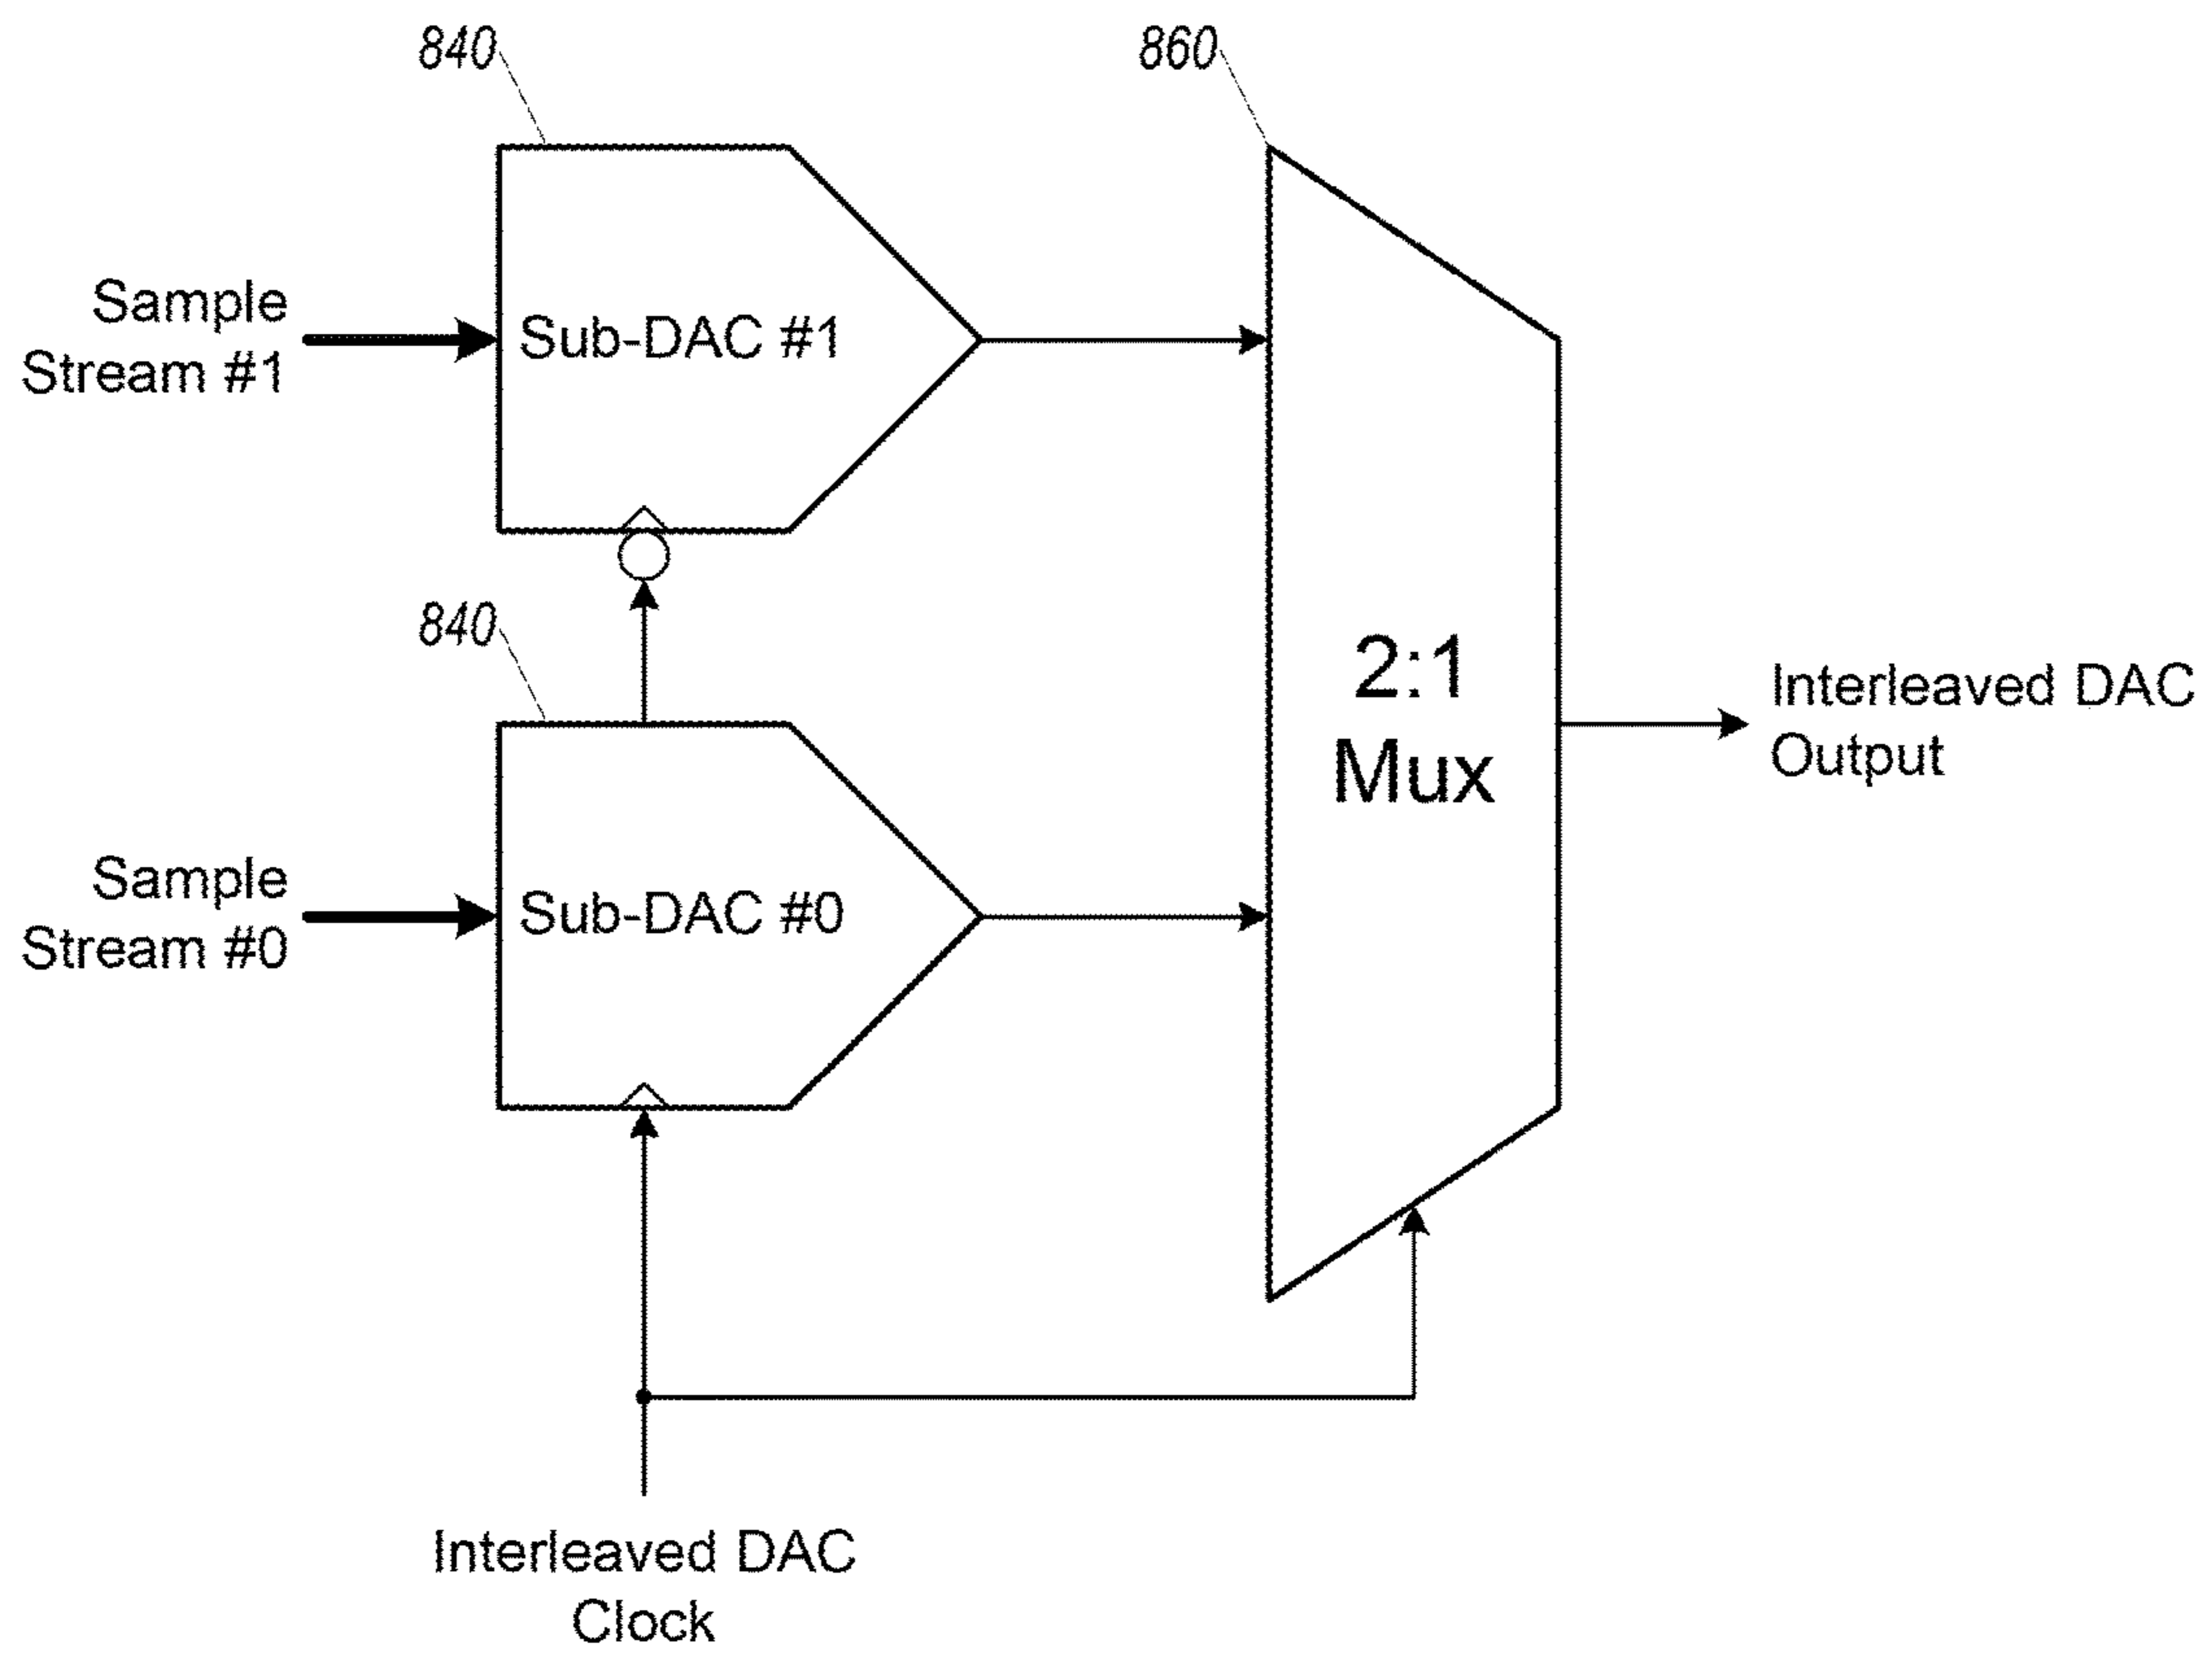 840
860
Sample
Stream #1
Sub-DAC #1
840
2:1
Mux
Interleaved DAC
Output
Sample
Stream #0
Sub-DAC #0
Interleaved DAC
Clock